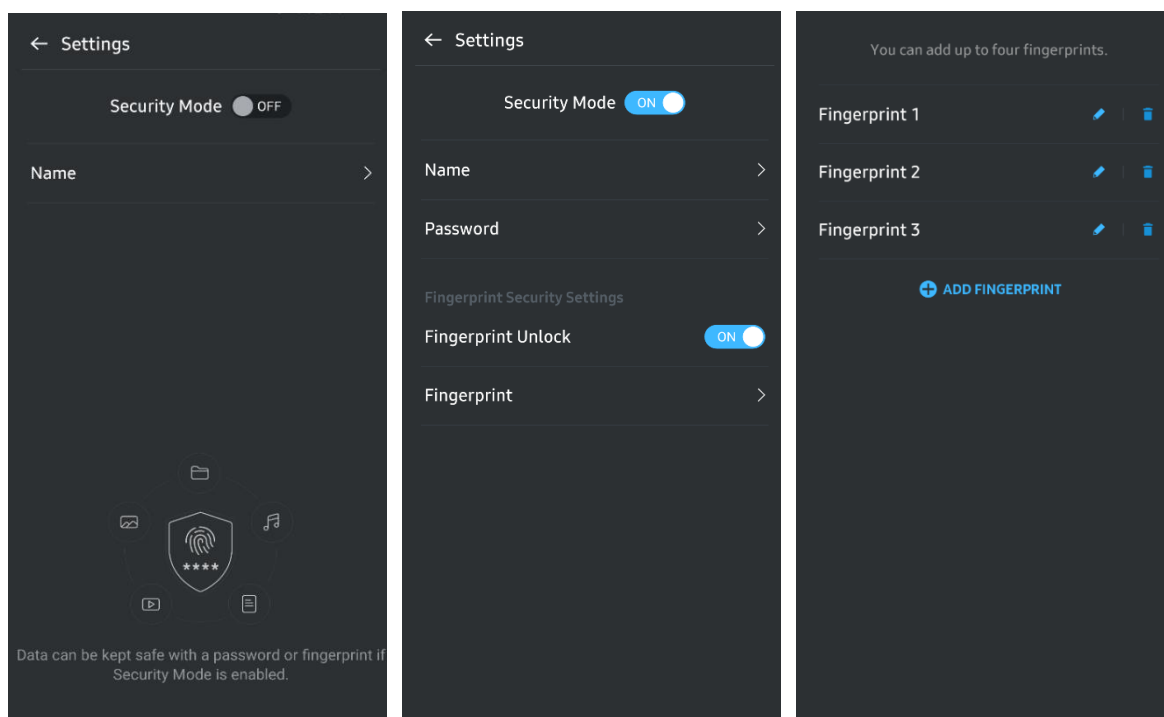 Settings
Security Mode OFF
Name
****
Data can be kept safe with a password or fingerprint if
Security Mode is enabled.
Settings
Security Mode ON
Name
Password
Fingerprint Security Settings
Fingerprint Unlock ON
Fingerprint
You can add up to four fingerprints.
Fingerprint 1
Fingerprint 2
Fingerprint 3
ADD FINGERPRINT